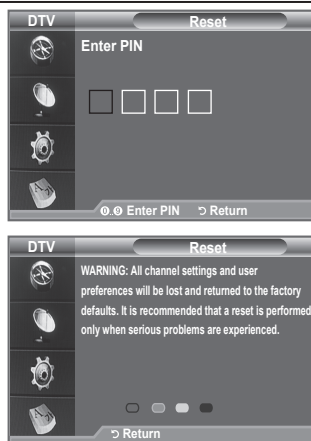 DTV
Reset
Enter PIN
0..9 Enter PIN
Return
DTV
Reset
WARNING: All channel settings and user
preferences will be lost and returned to the factory
defaults. It is recommended that a reset is performed
only when serious problems are experienced.
Return